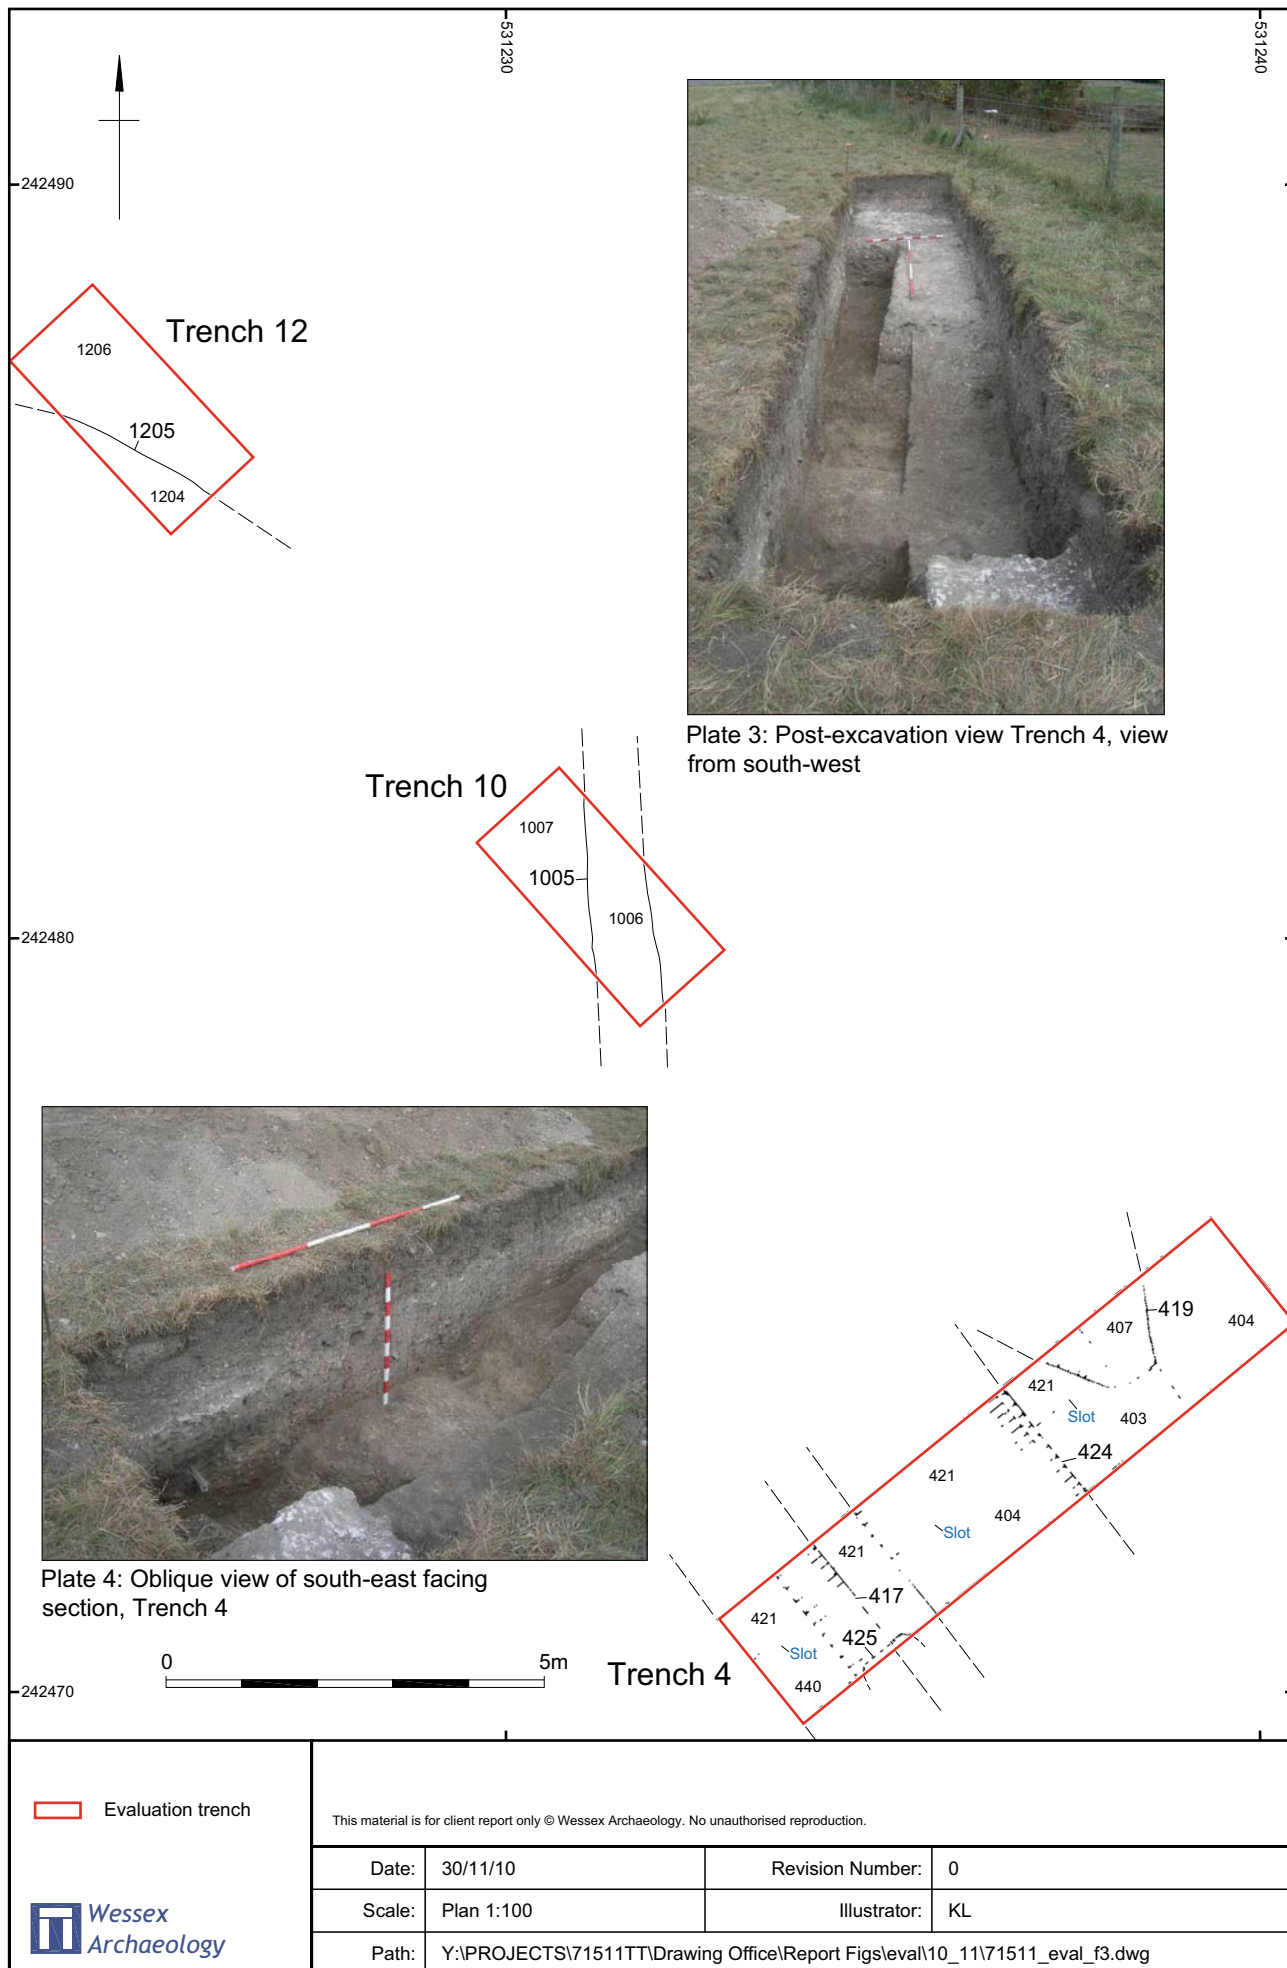 531230
531240
242490
Trench 12
1206
1205
1204
Plate 3: Post-excavation view Trench 4, view
from south-west
Trench 10
1007
1005
1006
242480
419
407
404
421
Slot
403
424
421
404
Slot
421
417
421
425
Slot
440
Plate 4: Oblique view of south-east facing
section, Trench 4
0 5m
Trench 4
242470
Evaluation trench
This material is for client report only © Wessex Archaeology. No unauthorised reproduction.
Date: 30/11/10 Revision Number: 0
Scale: Plan 1:100 Illustrator: KL
Path: Y:\PROJECTS\71511TT\Drawing Office\Report Figs\eval\10_11\71511_eval_f3.dwg
Wessex
Archaeology